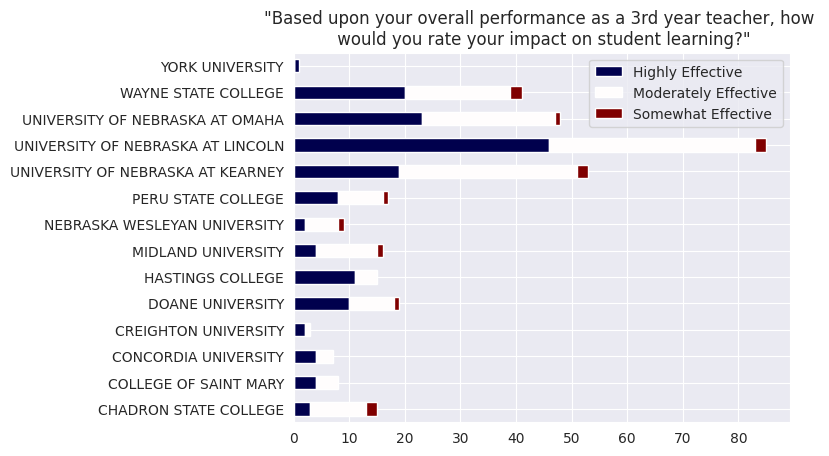 "Based upon your overall performance as a 3rd year teacher, how
would you rate your impact on student learning?"
Highly Effective
Moderately Effective
Somewhat Effective
YORK UNIVERSITY
WAYNE STATE COLLEGE
UNIVERSITY OF NEBRASKA AT OMAHA
UNIVERSITY OF NEBRASKA AT LINCOLN
UNIVERSITY OF NEBRASKA AT KEARNEY
PERU STATE COLLEGE
NEBRASKA WESLEYAN UNIVERSITY
MIDLAND UNIVERSITY
HASTINGS COLLEGE
DOANE UNIVERSITY
CREIGHTON UNIVERSITY
CONCORDIA UNIVERSITY
COLLEGE OF SAINT MARY
CHADRON STATE COLLEGE
0 10 20 30 40 50 60 70 80